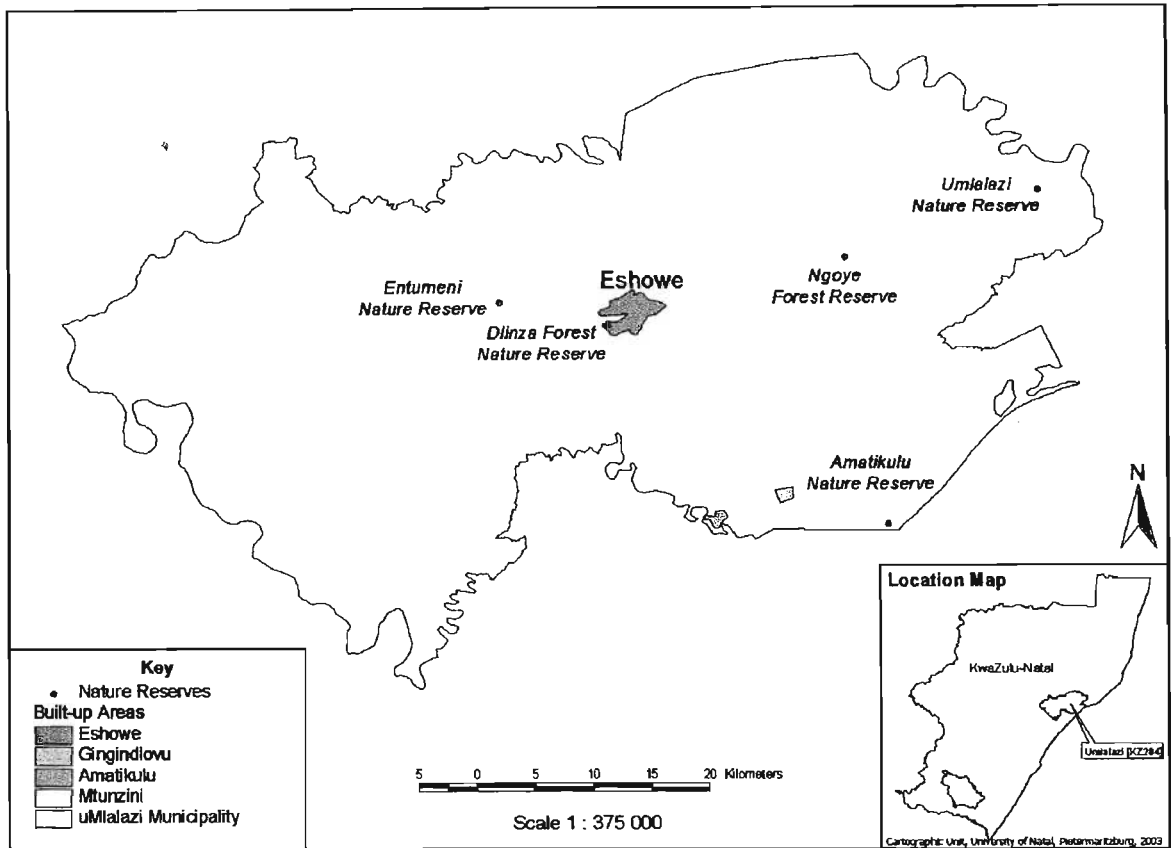 Umlalazi
Nature Reserve
Ngoye
Forest Reserve
Eshowe
Entumeni
Nature Reserve
Dlinza Forest
Nature Reserve
Amatikulu
Nature Reserve
N
Key
Nature Reserves
Built-up Areas
Eshowe
Gingindlovu
Amatikulu
Mtunzini
uMlalazi Municipality
5 0 5 10 15 20 Kilometers
Scale 1 : 375 000
Location Map
KwaZulu-Natal
Umlalazi [KZ284]
Cartographic Unit, University of Natal, Pietermaritzburg, 2003